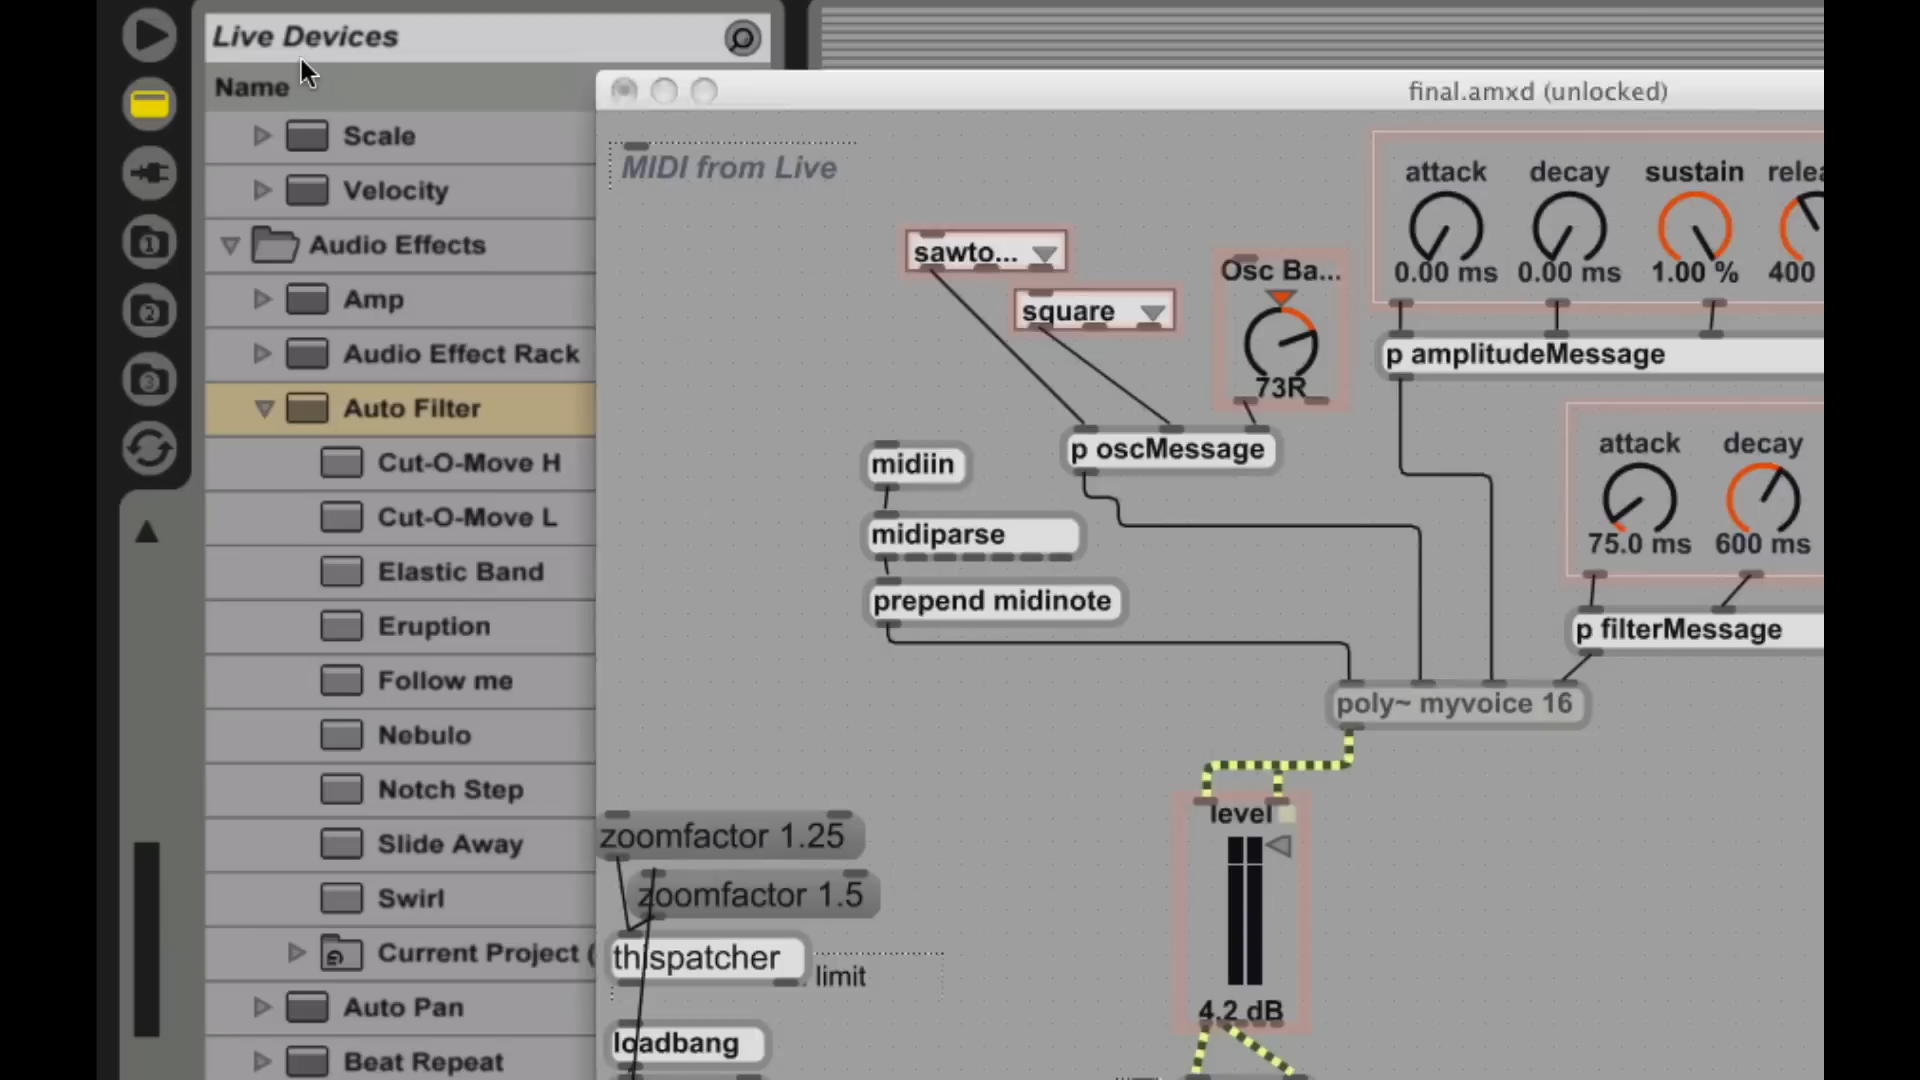 Live Devices
Name
Scale
Velocity
Audio Effects
Amp
Audio Effect Rack
Auto Filter
Cut-O-Move H
Cut-O-Move L
Elastic Band
Eruption
Follow me
Nebulo
Notch Step
Slide Away
Swirl
Current Project (
Auto Pan
Beat Repeat
1
2
3
final.amxd (unlocked)
MIDI from Live
sawto...
square
Osc Ba...
73R
attack decay sustain relea
0.00 ms 0.00 ms 1.00 % 400
p amplitudeMessage
p oscMessage
attack decay
75.0 ms 600 ms
p filterMessage
midiin
midiparse
prepend midinote
poly~ myvoice 16
level
4.2 dB
zoomfactor 1.25
zoomfactor 1.5
thispatcher
limit
loadbang